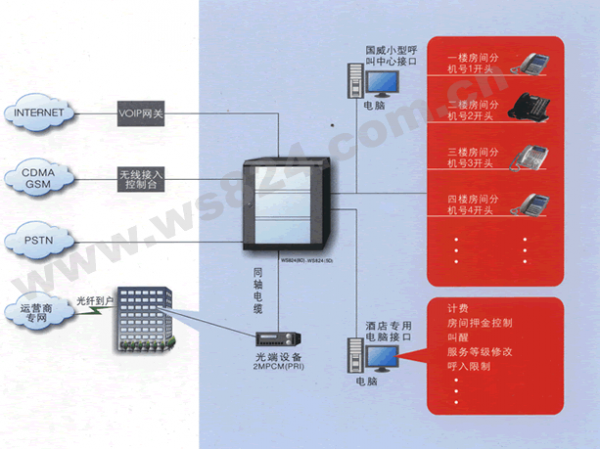 国威小型呼
叫中心接口
电脑
一楼房间分
机号1开头
二楼房间分
机号2开头
三楼房间分
机号3开头
四楼房间分
机号4开头
INTERNET
VOIP网关
CDMA
GSM
无线接入
控制台
PSTN
WS824(9D)、WS824(5D)
同轴电缆
运营商
专网
光纤到户
光端设备
2MPCM(PRI)
酒店专用
电脑接口
电脑
计费
房间押金控制
叫醒
服务等级修改
呼入限制
www.ws824.com.cn